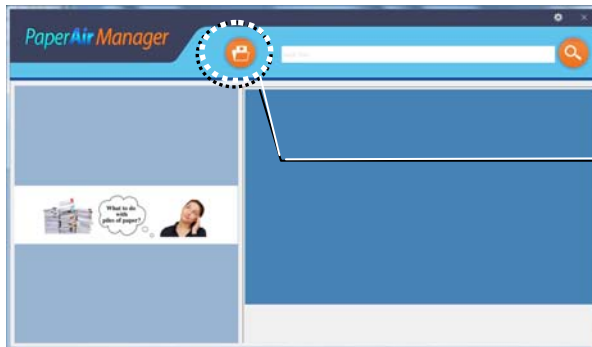 PaperAir Manager
What to do
with
piles of paper?